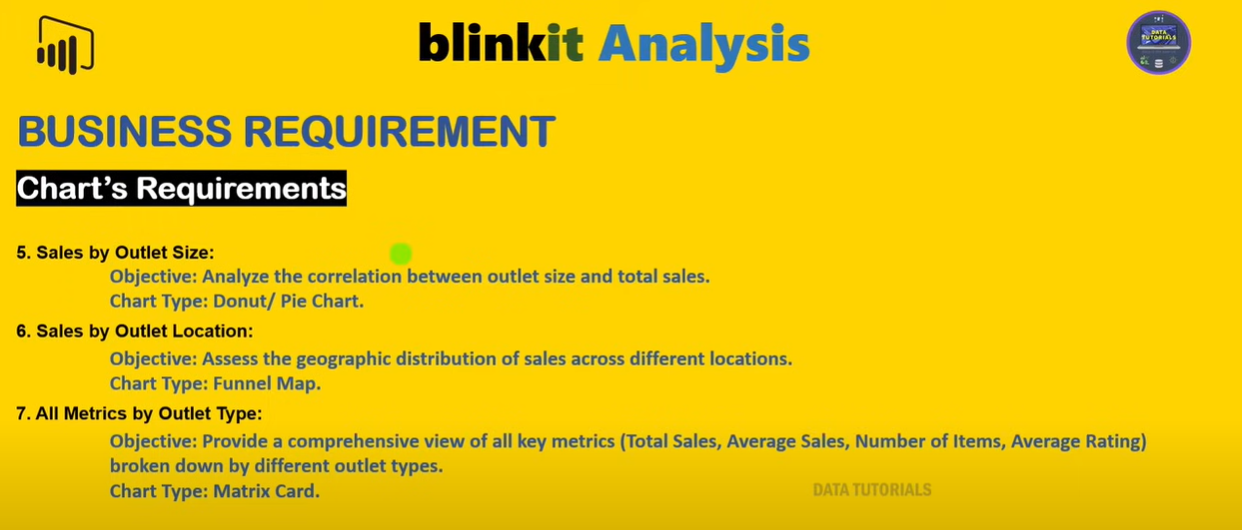 blinkit Analysis
DATA
TUTORIALS
BUSINESS REQUIREMENT
Chart's Requirements
5. Sales by Outlet Size:
Objective: Analyze the correlation between outlet size and total sales.
Chart Type: Donut/ Pie Chart.
6. Sales by Outlet Location:
Objective: Assess the geographic distribution of sales across different locations.
Chart Type: Funnel Map.
7. All Metrics by Outlet Type:
Objective: Provide a comprehensive view of all key metrics (Total Sales, Average Sales, Number of Items, Average Rating)
broken down by different outlet types.
Chart Type: Matrix Card.
DATA TUTORIALS